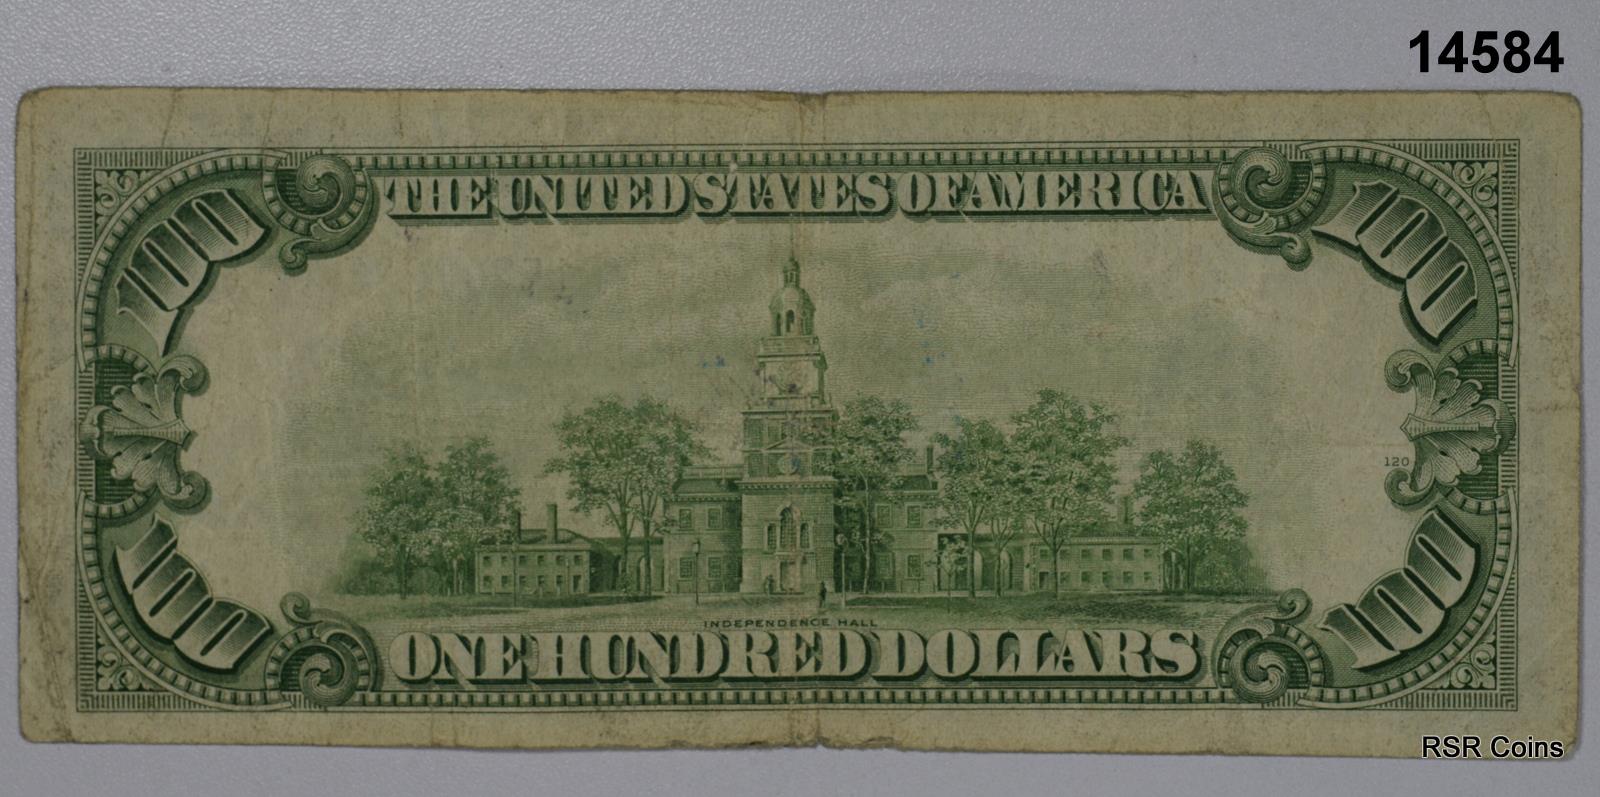 14584
100
THE UNITED STATES OF AMERICA
100
120
INDEPENDENCE HALL
100
ONE HUNDRED DOLLARS
100
RSR Coins